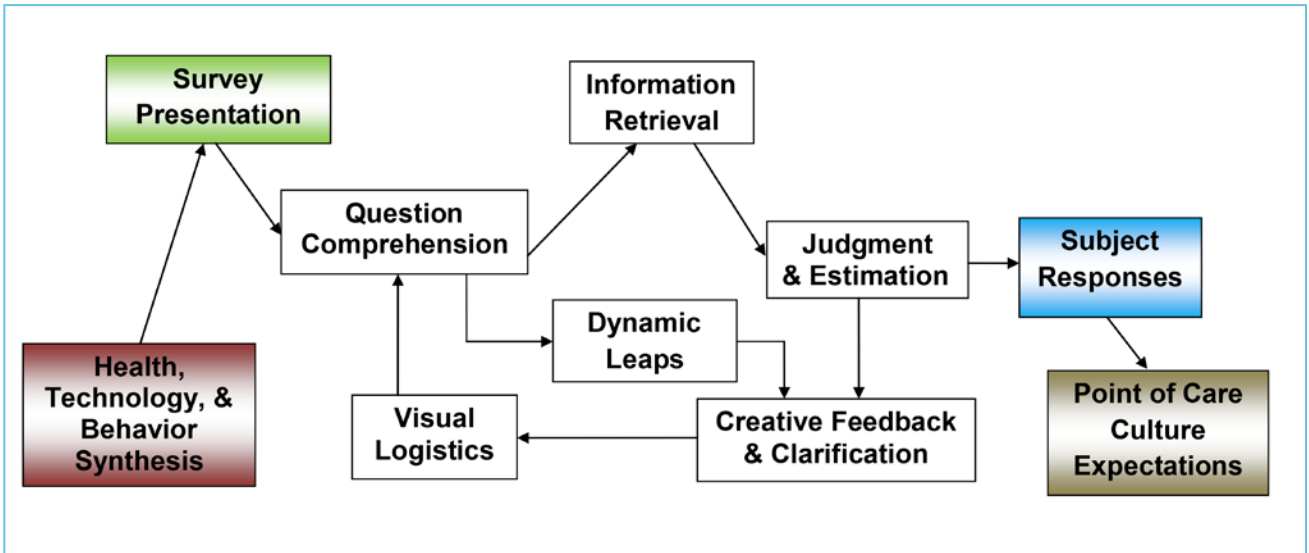 Survey
Presentation
Information
Retrieval
Question
Comprehension
Judgment
& Estimation
Subject
Responses
Dynamic
Leaps
Health,
Technology, &
Behavior
Synthesis
Visual
Logistics
Creative Feedback
& Clarification
Point of Care
Culture
Expectations